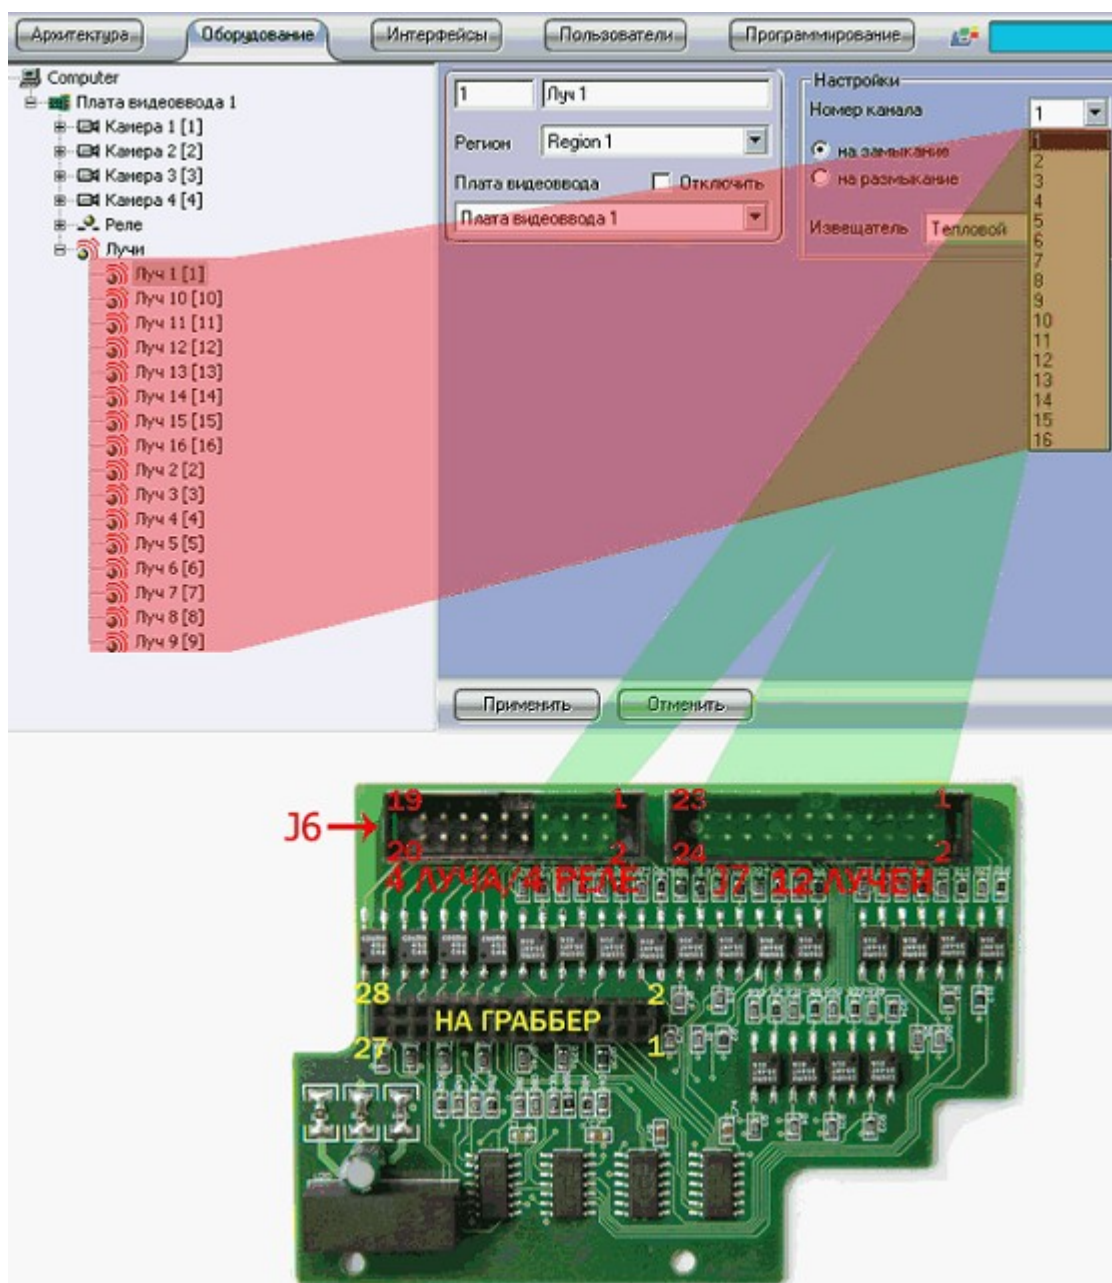 Архитектура
Оборудование
Интерфейсы
Пользователи
Программирование
Computer
Плата видеоввода 1
Камера 1 [1]
Камера 2 [2]
Камера 3 [3]
Камера 4 [4]
Реле
Лучи
Луч 1 [1]
Луч 10 [10]
Луч 11 [11]
Луч 12 [12]
Луч 13 [13]
Луч 14 [14]
Луч 15 [15]
Луч 16 [16]
Луч 2 [2]
Луч 3 [3]
Луч 4 [4]
Луч 5 [5]
Луч 6 [6]
Луч 7 [7]
Луч 8 [8]
Луч 9 [9]
1 Луч 1
Регион Region 1
Плата видеоввода Отключить
Плата видеоввода 1
Настройки
Номер канала 1
на замыкание
на размыкание
Извещатель Тепловой
1
2
3
4
5
6
7
8
9
10
11
12
13
14
15
16
Применить Отменить
19 1 23 1
J6
20 2 24 2
4 ЛУЧА/4 РЕЛЕ J7 12 ЛУЧЕЙ
28 2
НА ГРАББЕР
27 1